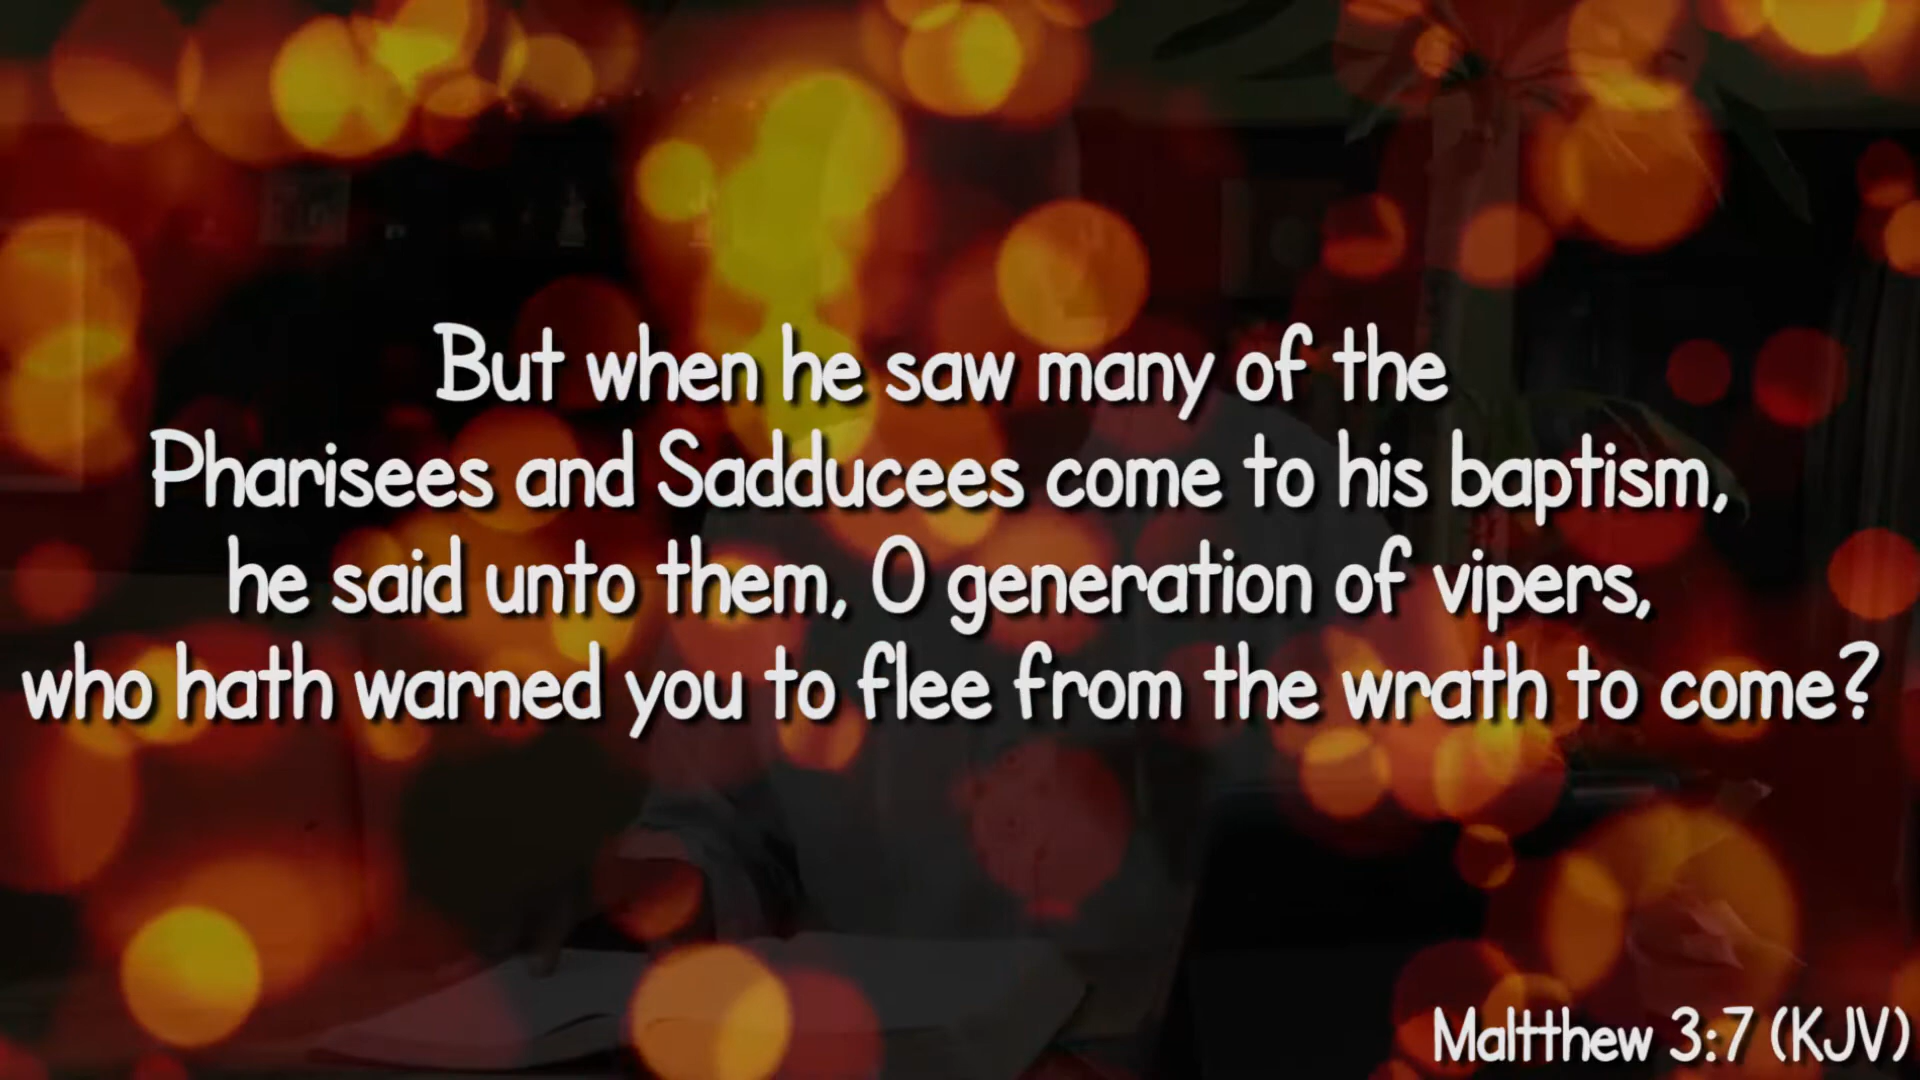 But when he saw many of the
Pharisees and Sadducees come to his baptism,
he said unto them, O generation of vipers,
who hath warned you to flee from the wrath to come?
Maltthew 3:7 (KJV)